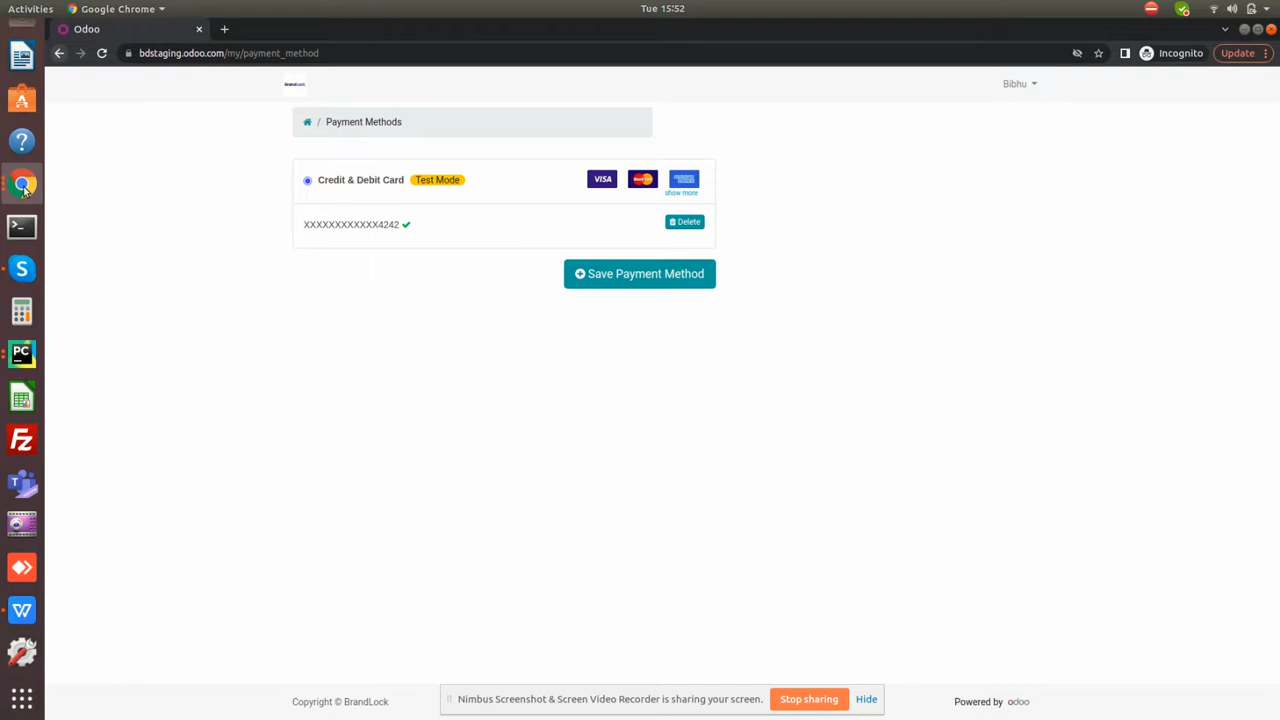 Activities
Google Chrome
Tue 15:52
Odoo
bdstaging.odoo.com/my/payment_method
Incognito
Update
BrandLock
Bibhu
/ Payment Methods
Credit & Debit Card
Test Mode
VISA
show more
XXXXXXXXXXXX4242
Delete
Save Payment Method
Copyright © BrandLock
Nimbus Screenshot & Screen Video Recorder is sharing your screen.
Stop sharing
Hide
Powered by odoo